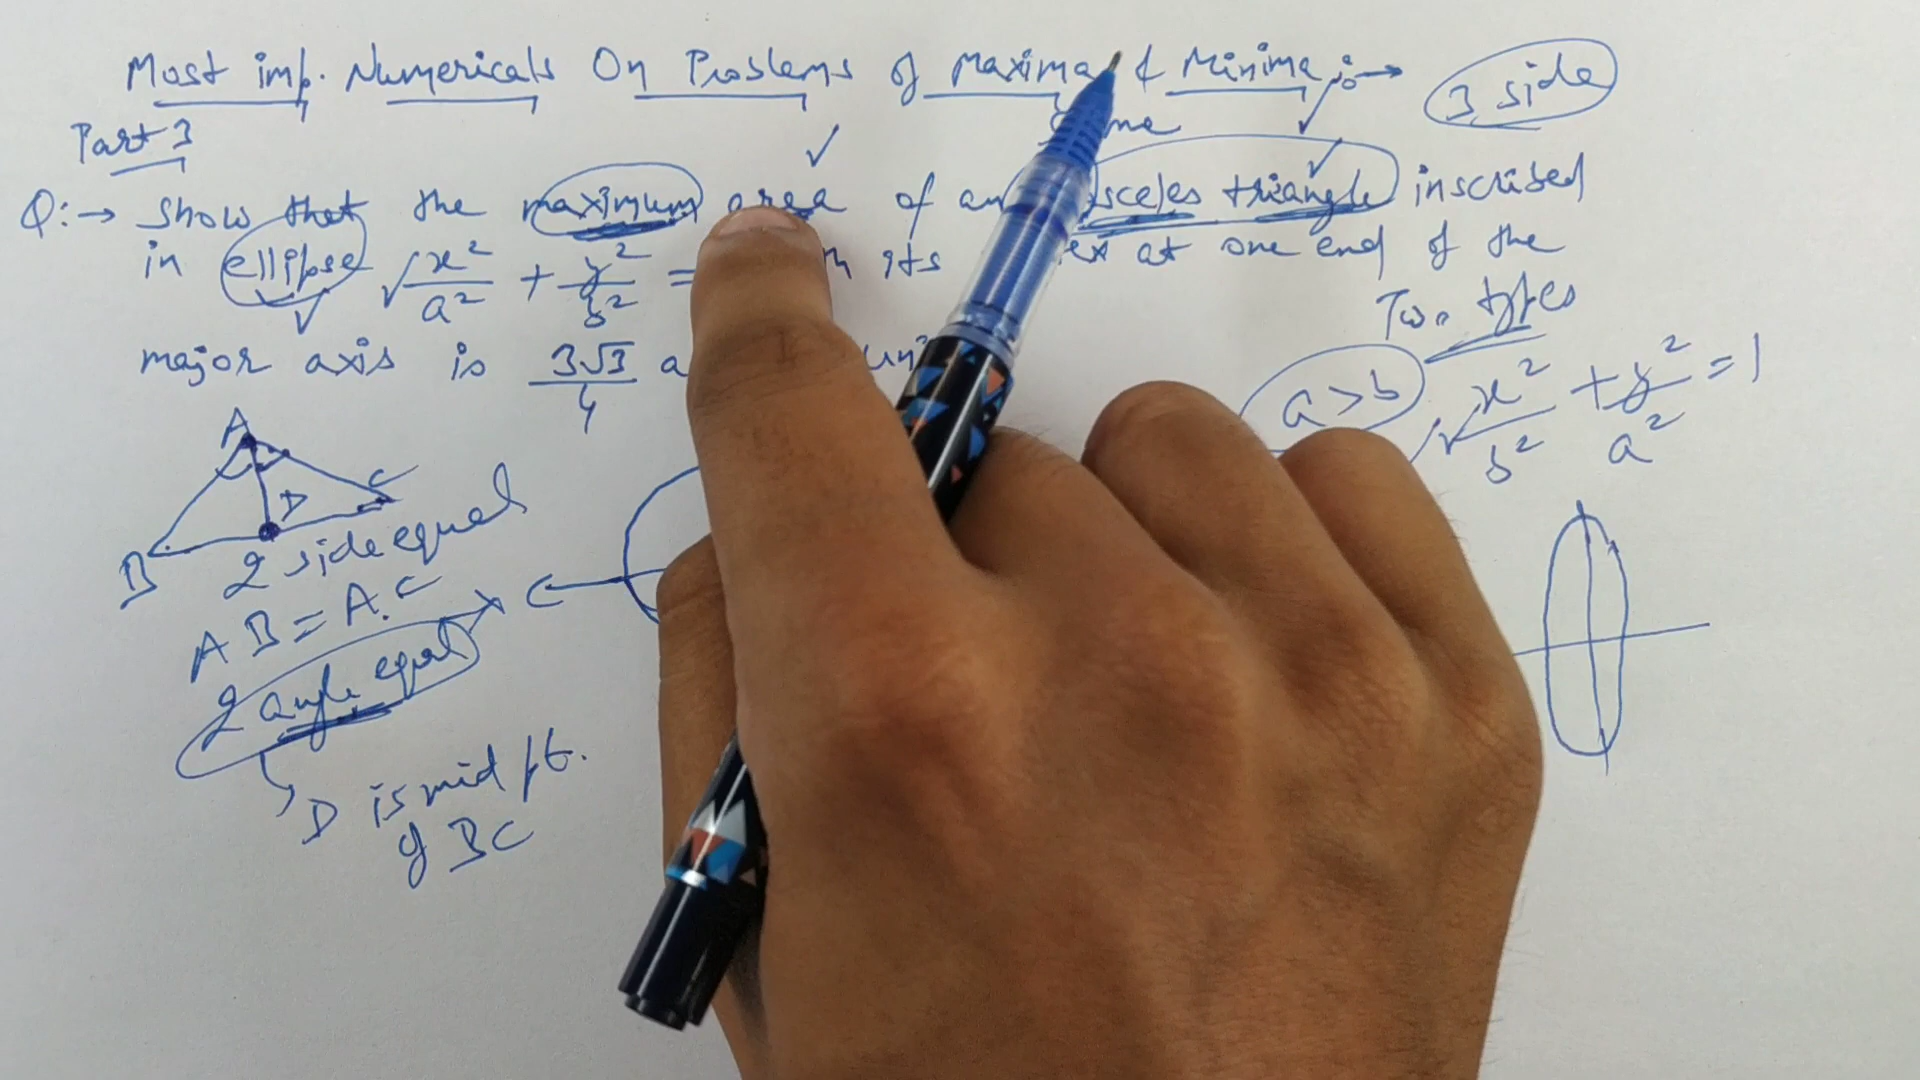 Most imp. Numericals On Problems of Maxima & Minima :→ 3 side
Part 3
Q:→ Show that the maximum area of an isosceles triangle inscribed
in ellipse x²/a² + y²/b² = its at one end of the
major axis is 3√3/4 a
Two types
a>b
x²/b² + y²/a² = 1
A
D
C
B
2 side equal
AB = AC
2 angle equal
D is mid pt.
of BC